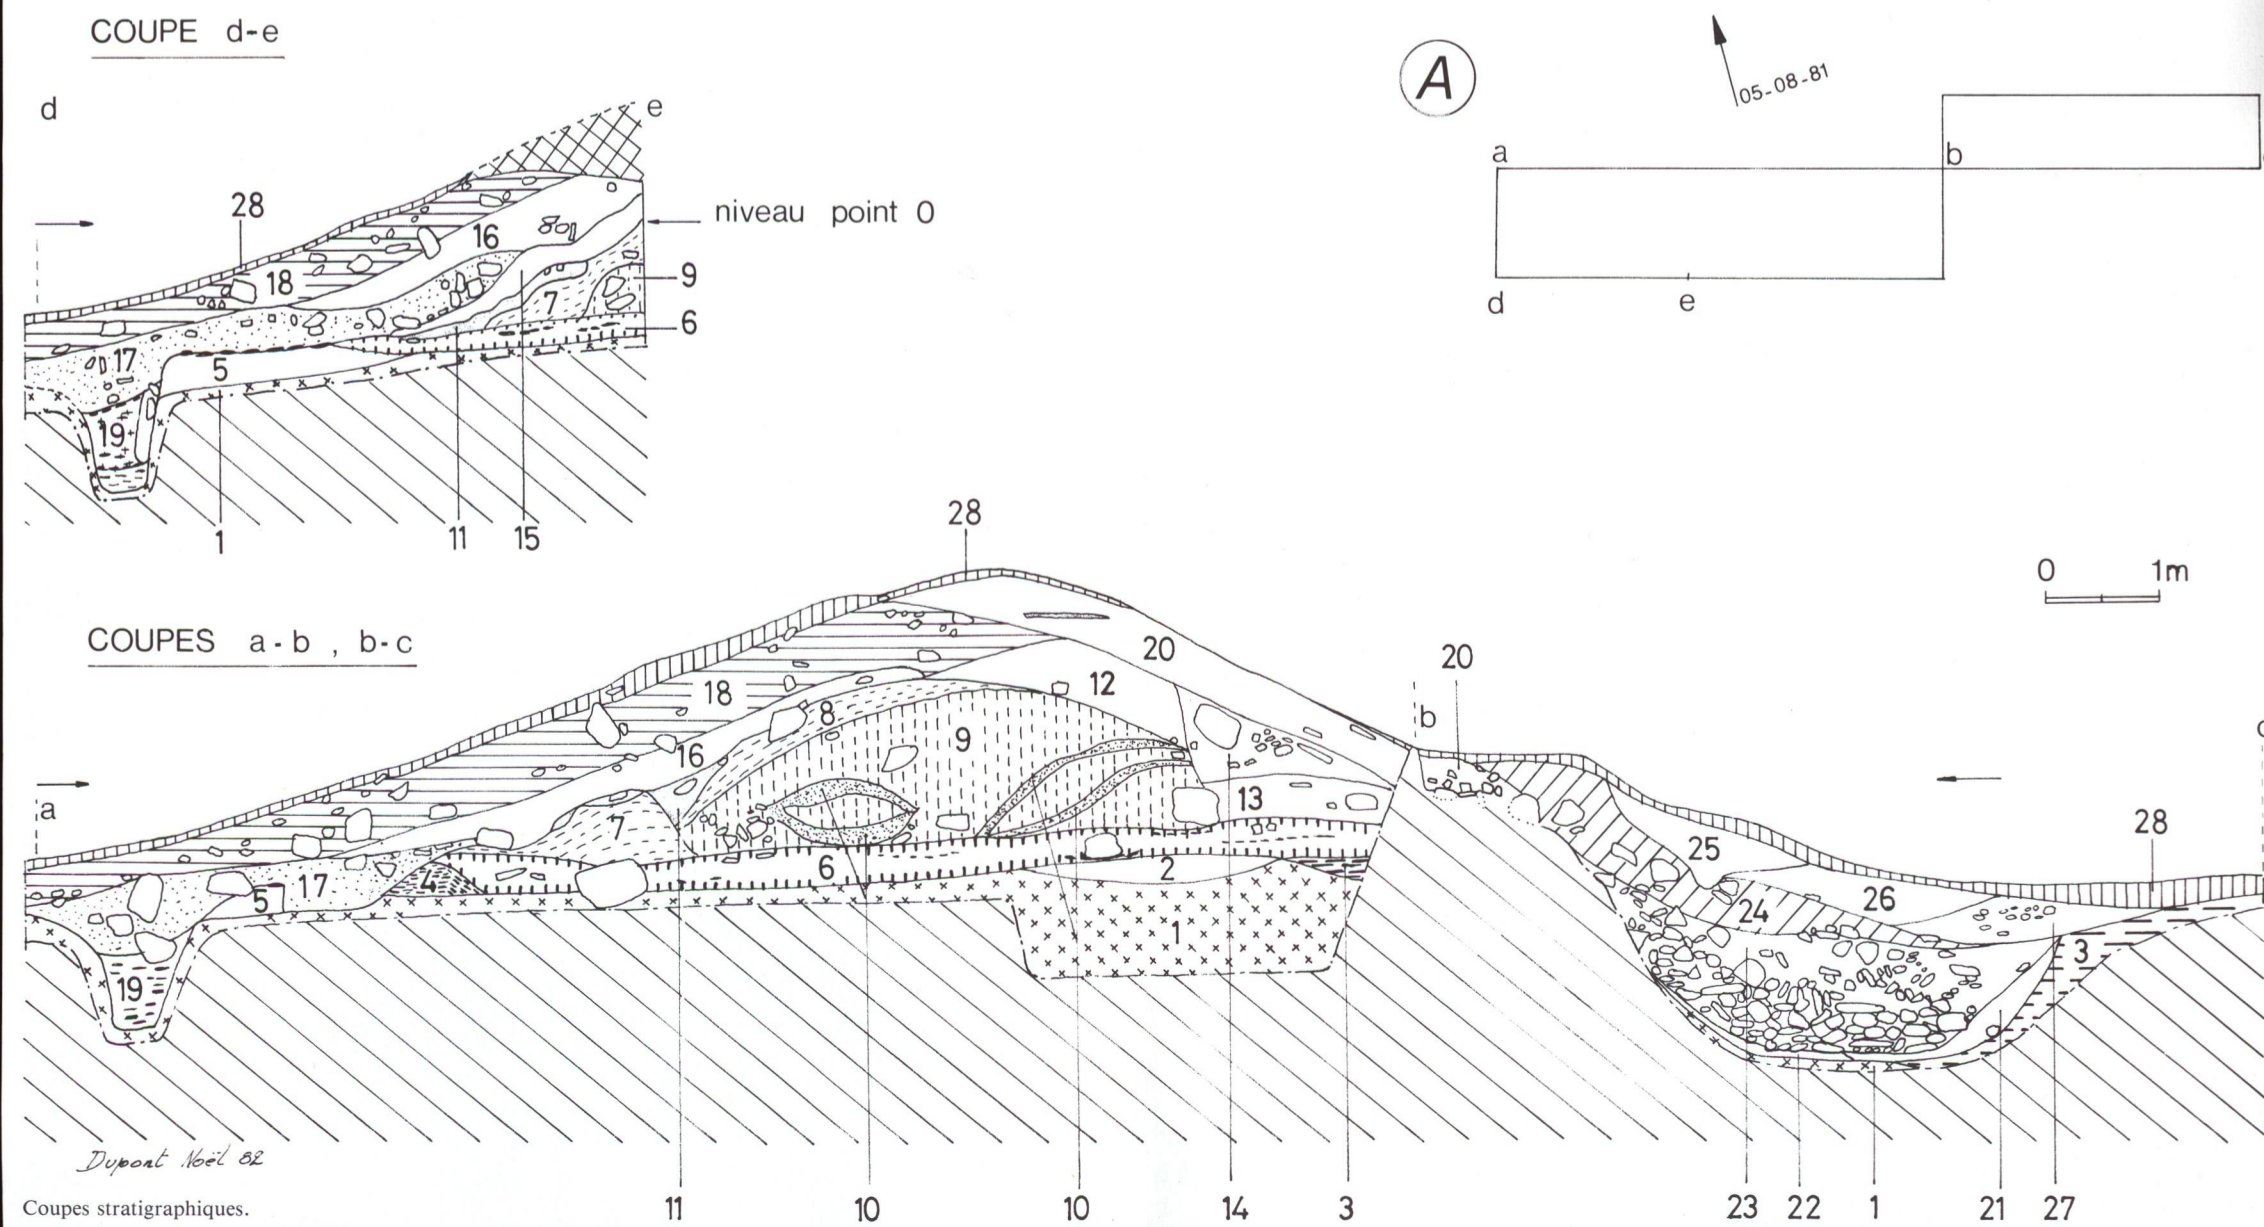 COUPE d-e
d
e
28
niveau point 0
16
18
9
7
6
17
5
19
1
11
15
A
05-08-81
a
b
d
e
0 1m
COUPES a-b , b-c
28
20
20
12
18
8
b
c
9
16
a
13
7
25
28
6
2
4
5
17
26
24
1
3
19
Dupont Noël 82
11
10
10
14
3
23
22
1
21
27
Coupes stratigraphiques.